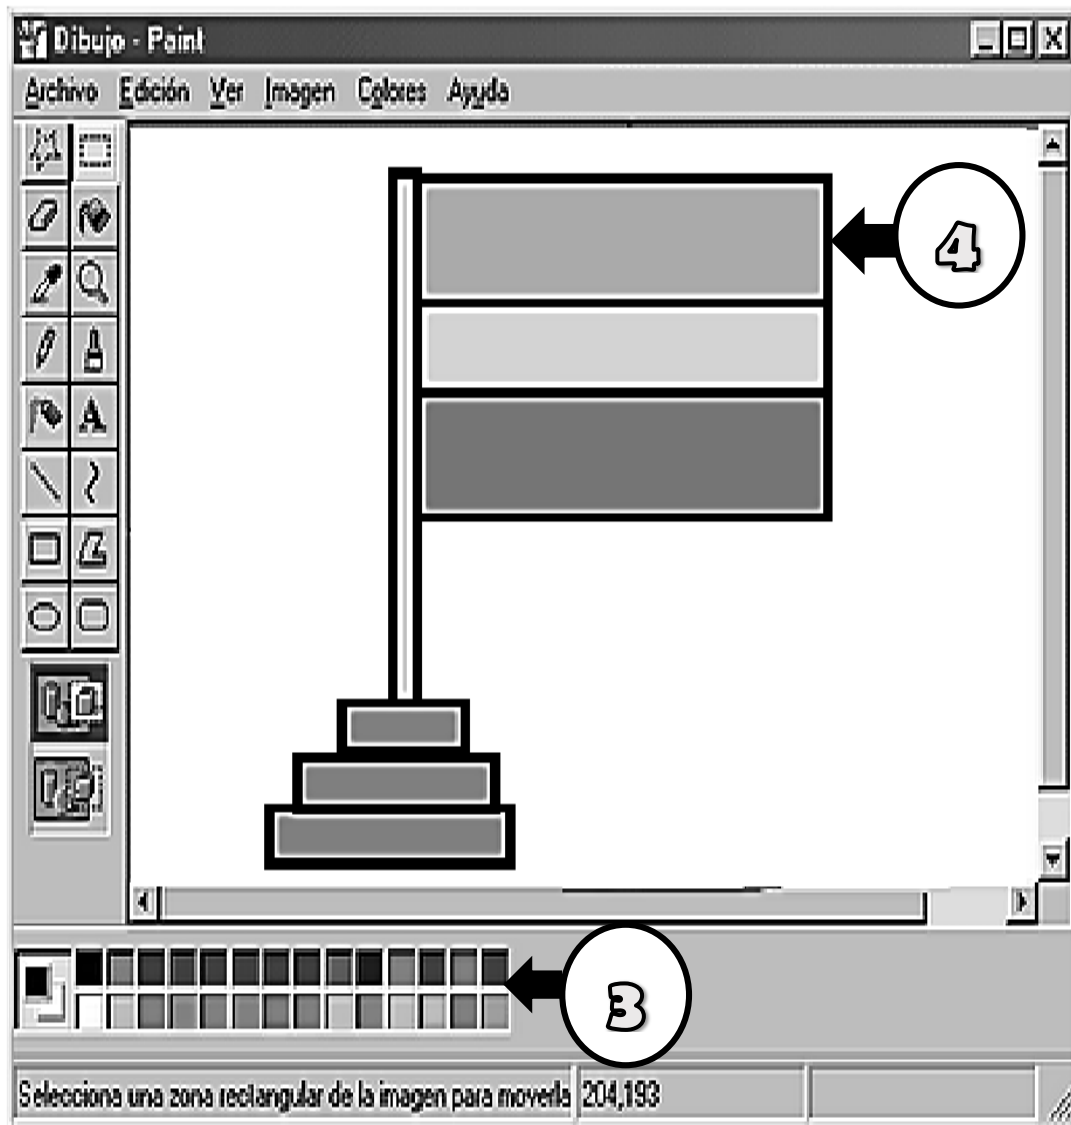 Dibujo - Paint
Archivo Edición Ver Imagen Colores Ayuda
4
A
3
Selecciona una zona rectangular de la imagen para moverla 204,193